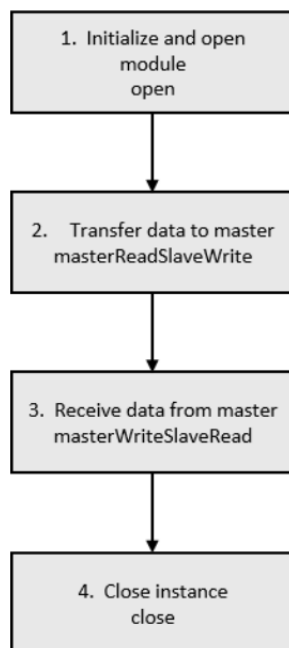 1. Initialize and open
module
open
2. Transfer data to master
masterReadSlaveWrite
3. Receive data from master
masterWriteSlaveRead
4. Close instance
close